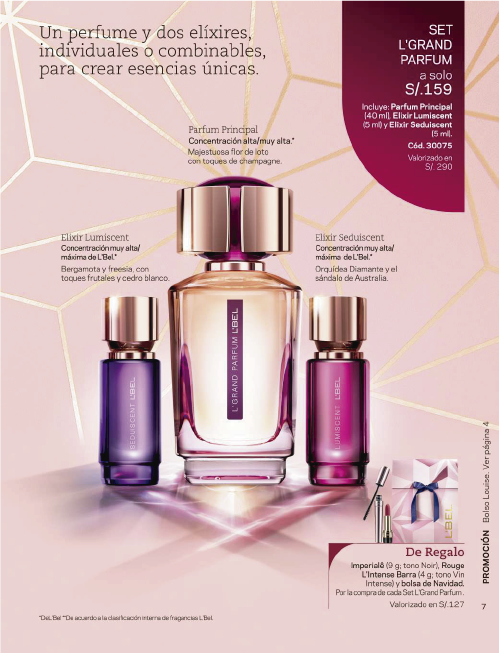 Un perfume y dos elíxires,
individuales o combinables,
para crear esencias únicas.
SET
L'GRAND
PARFUM
a solo
S/.159
Incluye: Parfum Principal
(40 ml), Elixir Lumiscent
(5 ml) y Elixir Seduiscent
(5 ml).
Cód. 30075
Valorizado en
S/. 290
Parfum Principal
Concentración alta/muy alta.*
Majestuosa flor de loto
con toques de champagne.
Elixir Lumiscent
Concentración muy alta/
máxima de L'Bel.*
Bergamota y freesia, con
toques frutales y cedro blanco.
Elixir Seduiscent
Concentración muy alta/
máxima de L'Bel.*
Orquídea Diamante y el
sándalo de Australia.
SEDUISCENT L'BEL
L'GRAND PARFUM L'BEL
LUMISCENT L'BEL
L'BEL
De Regalo
Imperialê (9 g; tono Noir), Rouge
L'Intense Barra (4 g; tono Vin
Intense) y bolsa de Navidad.
Por la compra de cada Set L'Grand Parfum.
Valorizado en S/.127
PROMOCIÓN Bolso Louise. Ver página 4
7
*DeL'Bel **De acuerdo a la clasificación interna de fragancias L'Bel.